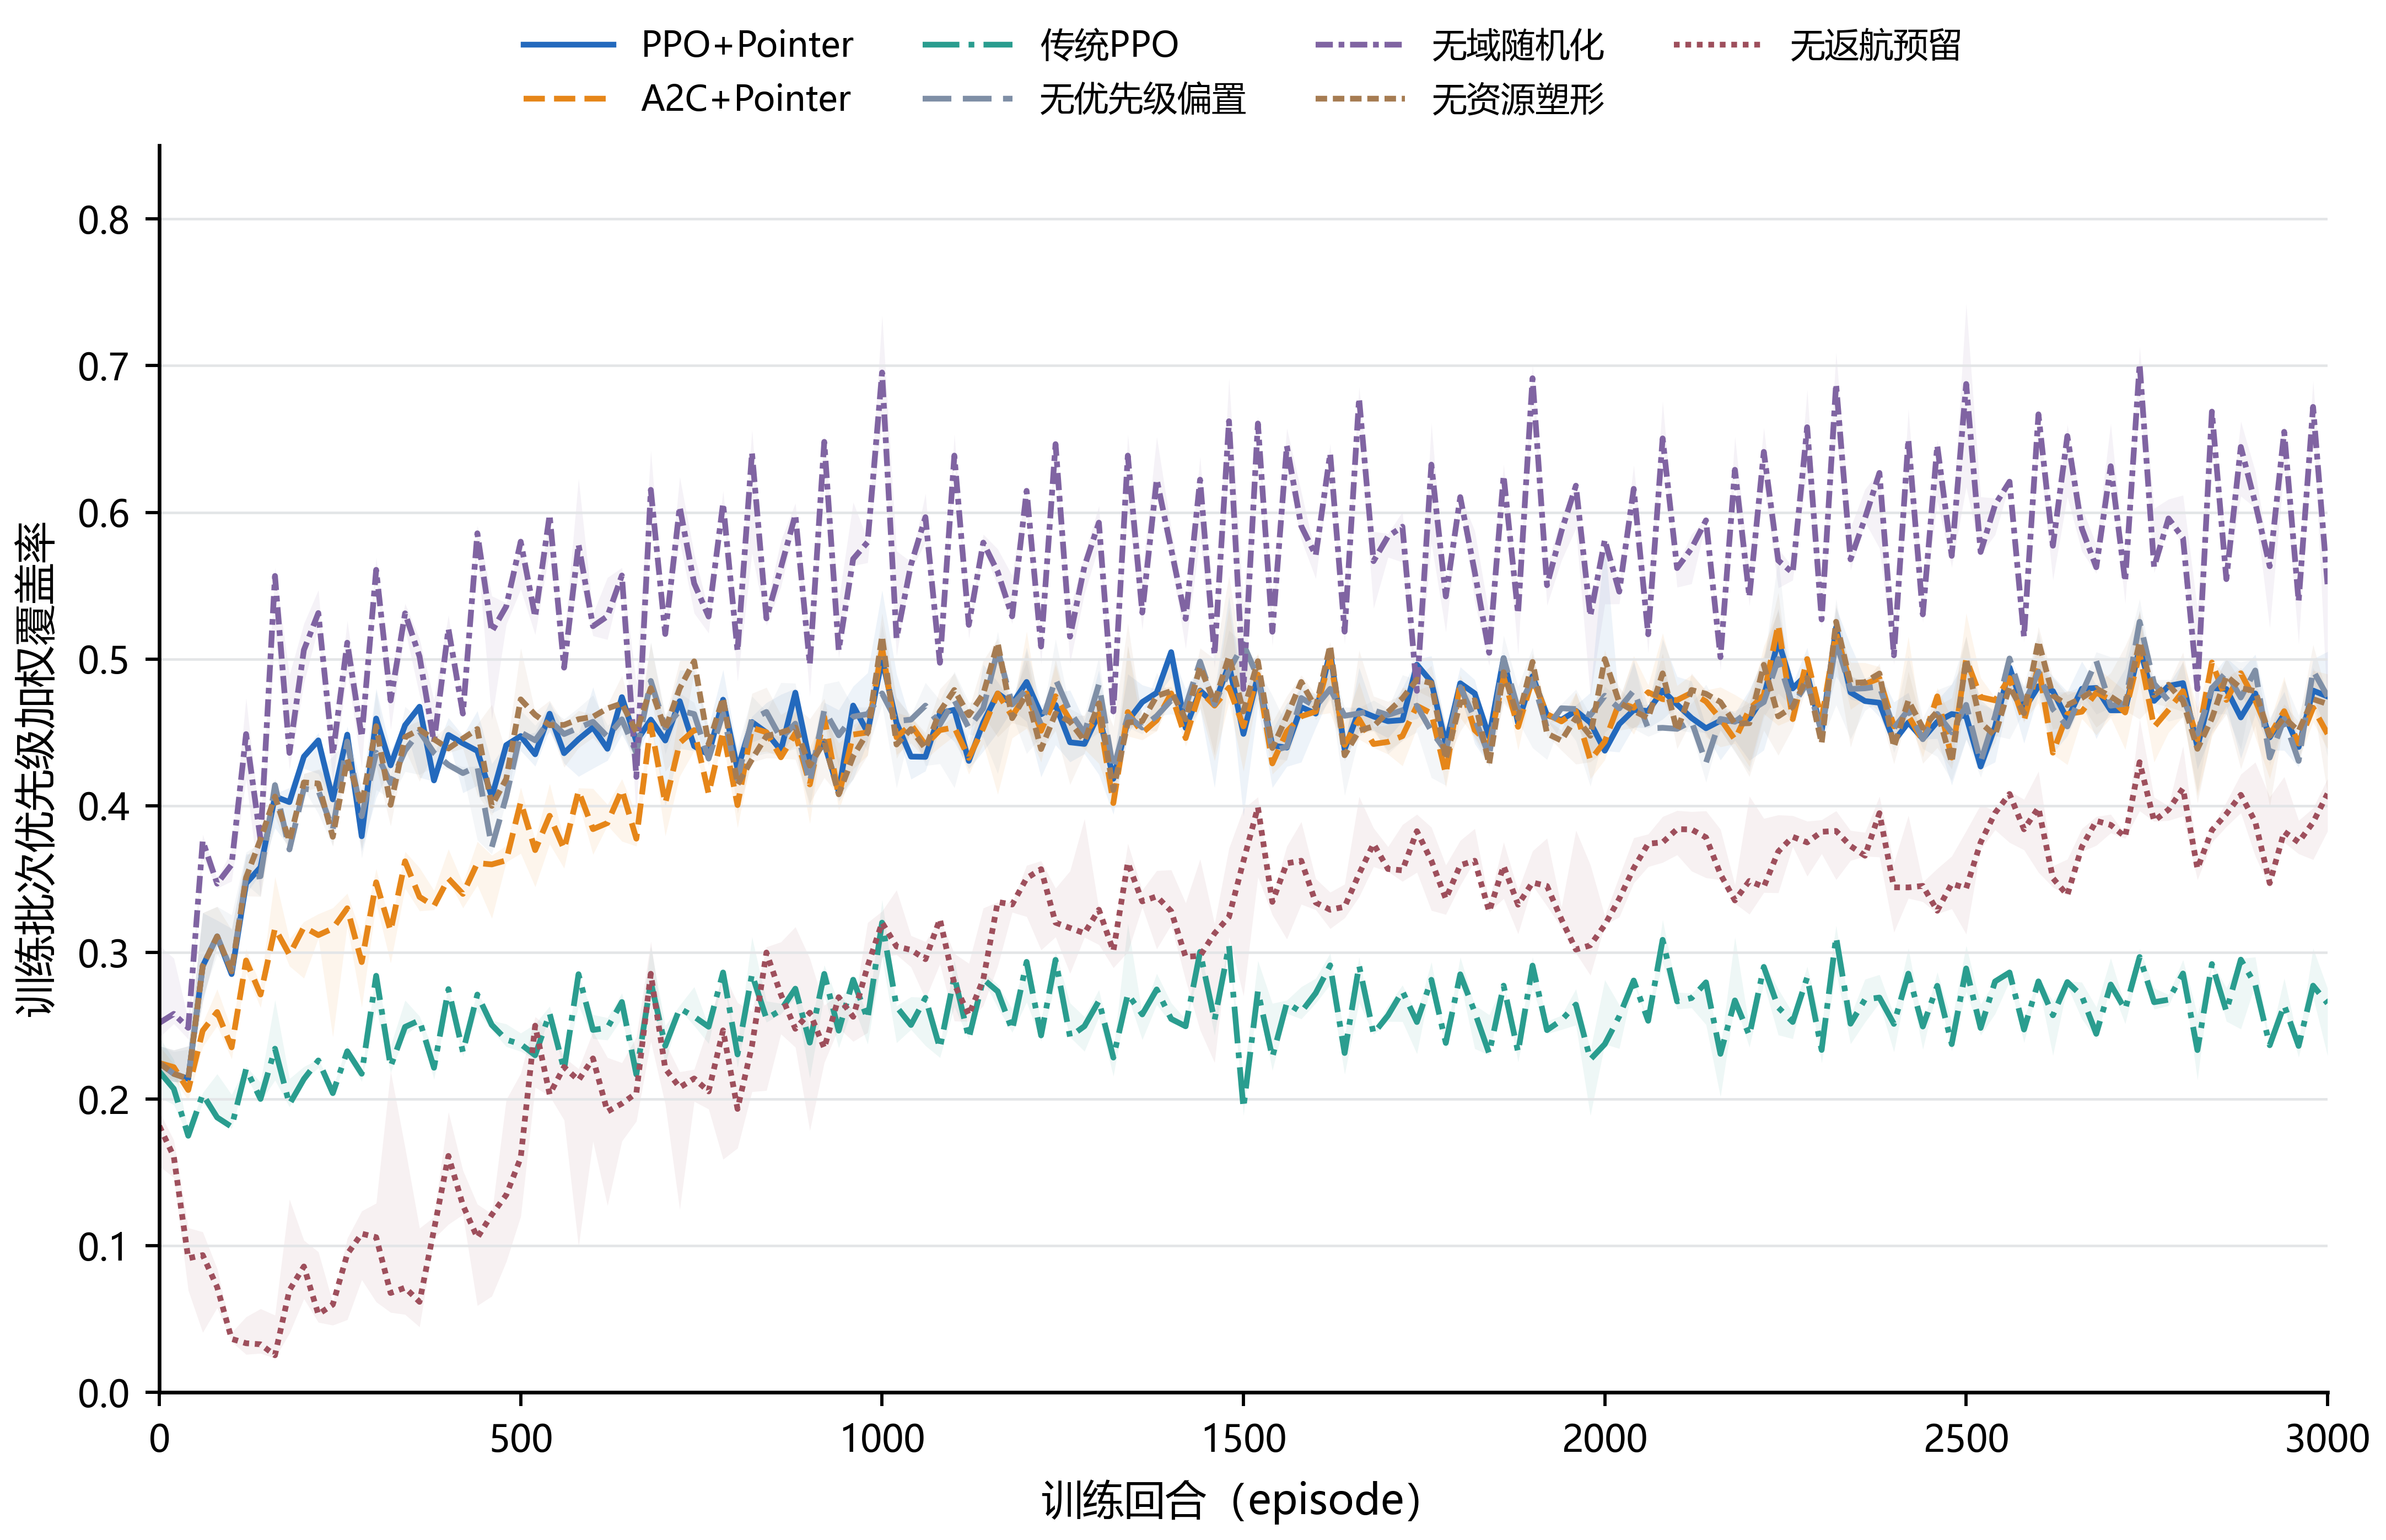 PPO+Pointer 传统PPO 无域随机化 无返航预留
A2C+Pointer 无优先级偏置 无资源塑形
训练批次优先级加权覆盖率
0.8
0.7
0.6
0.5
0.4
0.3
0.2
0.1
0.0
0 500 1000 1500 2000 2500 3000
训练回合（episode）